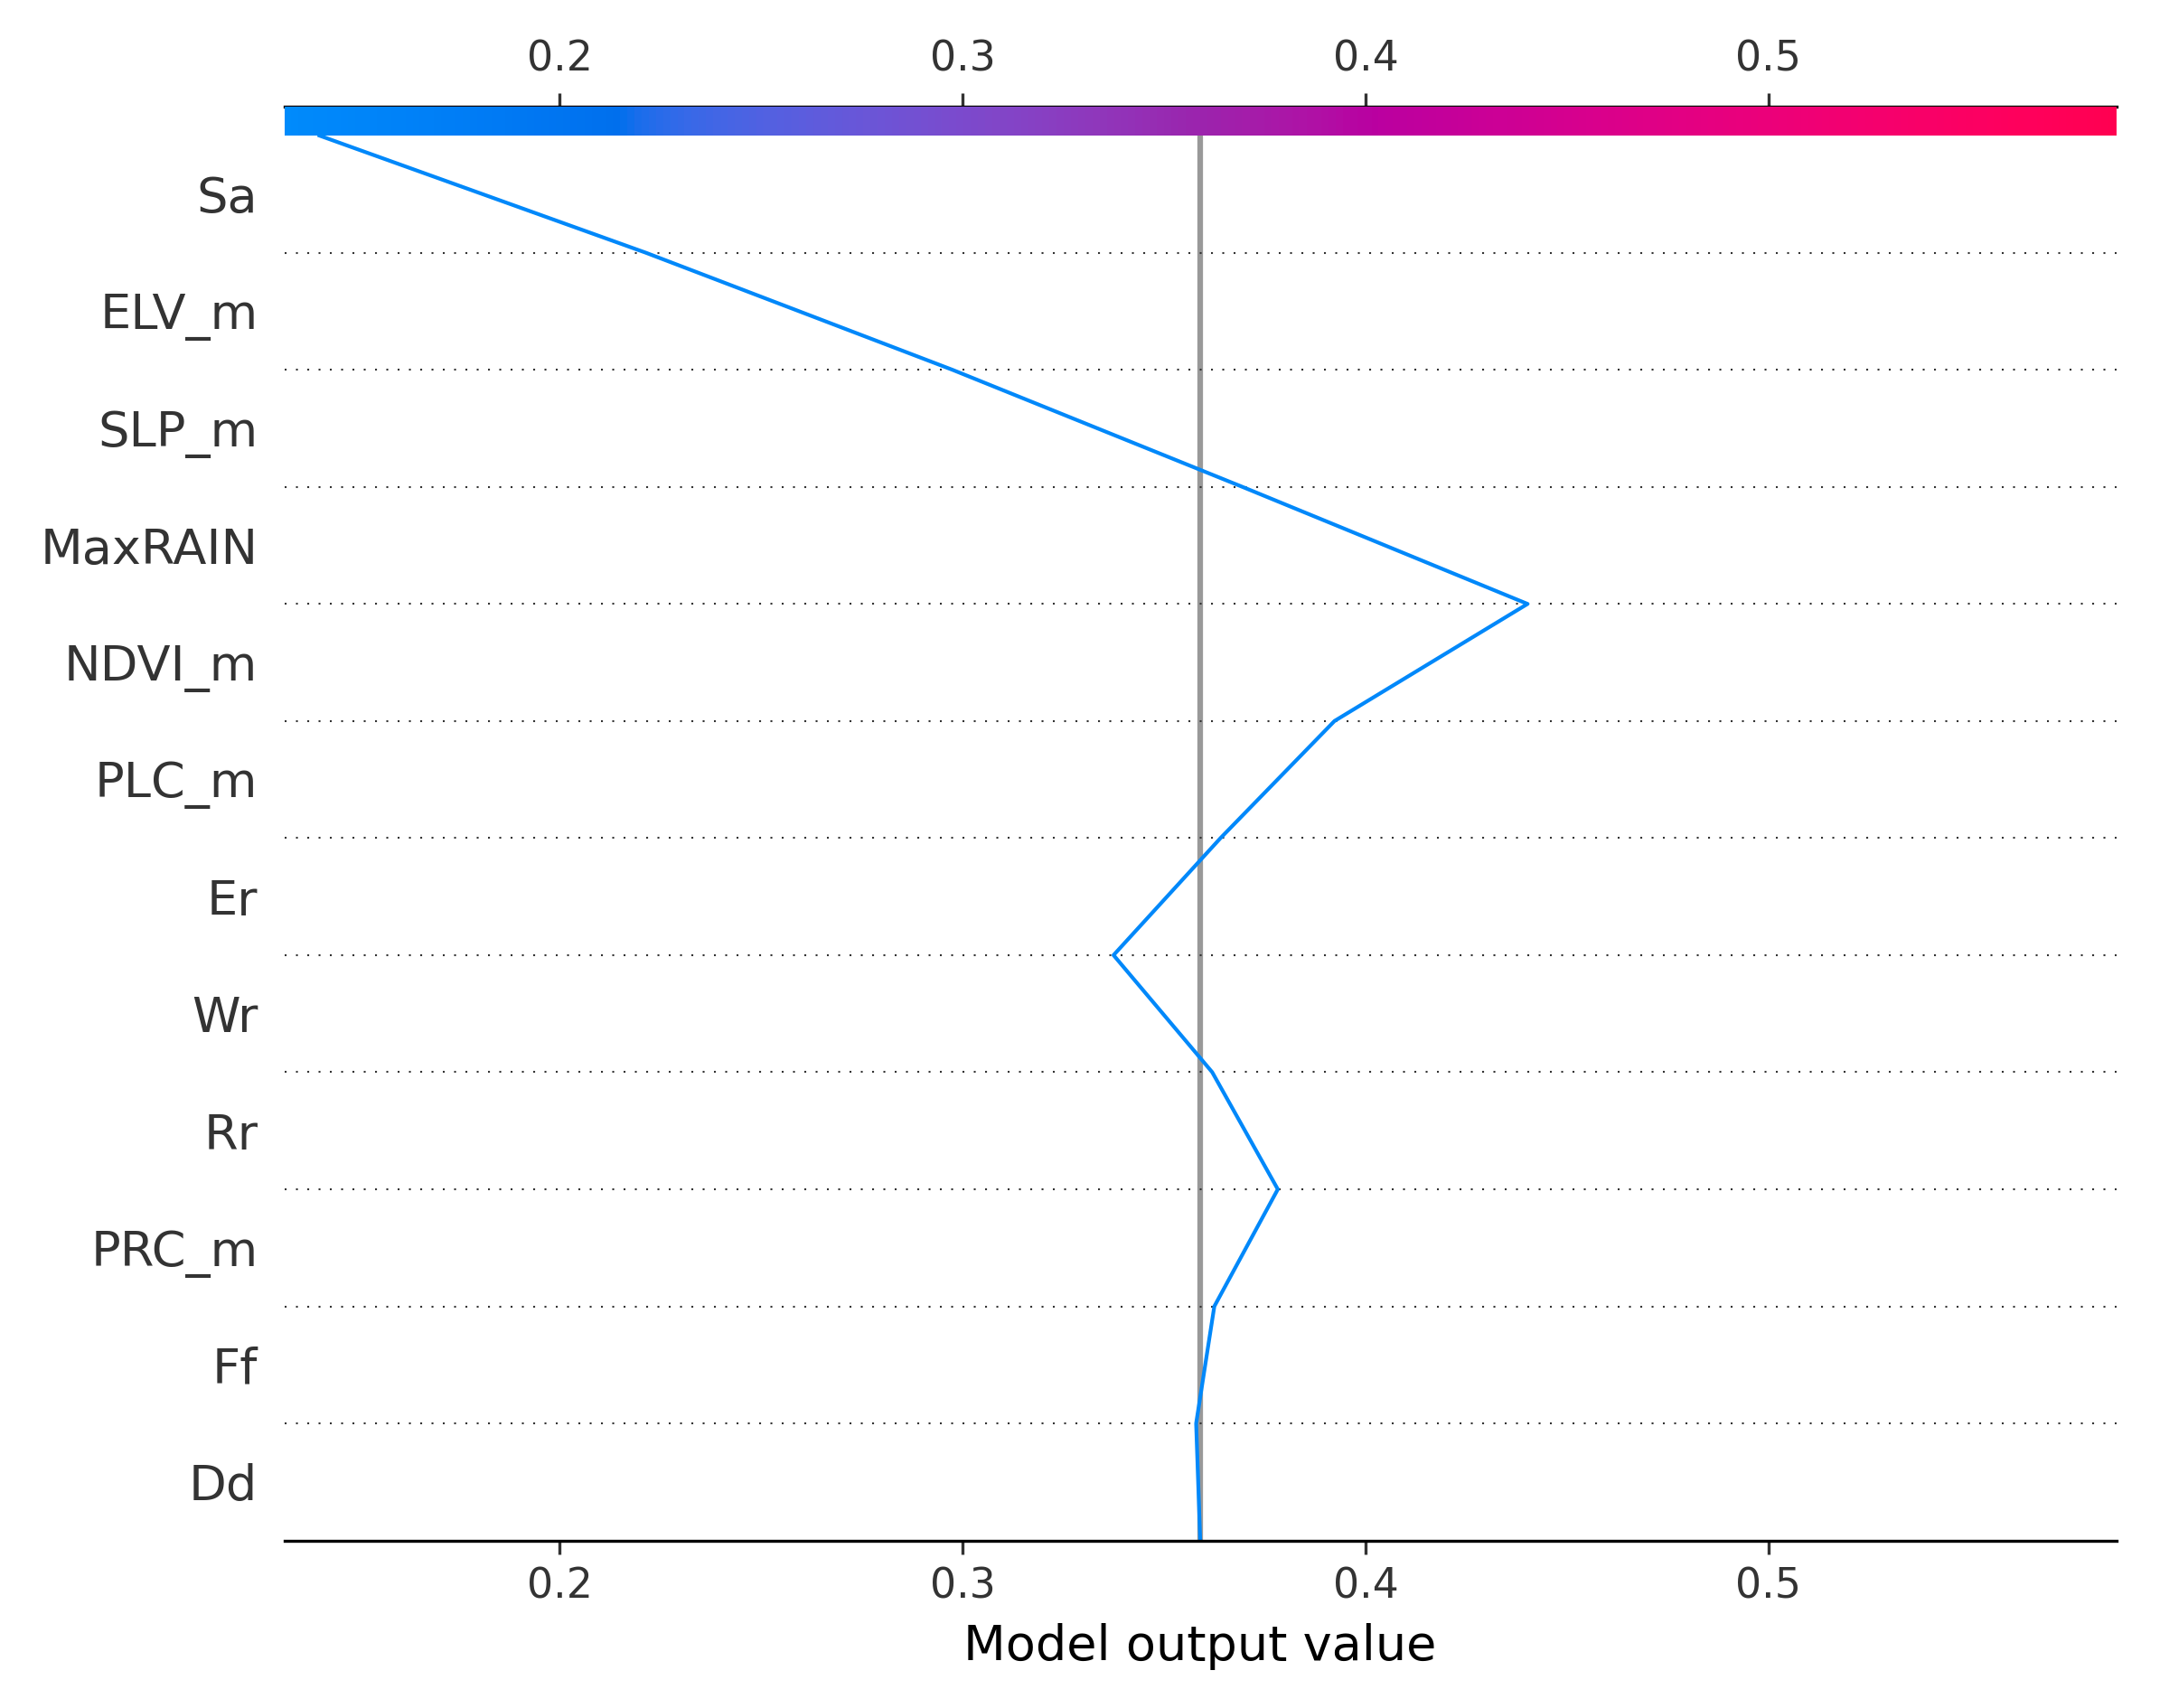 0.2 0.3 0.4 0.5
Sa
ELV_m
SLP_m
MaxRAIN
NDVI_m
PLC_m
Er
Wr
Rr
PRC_m
Ff
Dd
0.2 0.3 0.4 0.5
Model output value